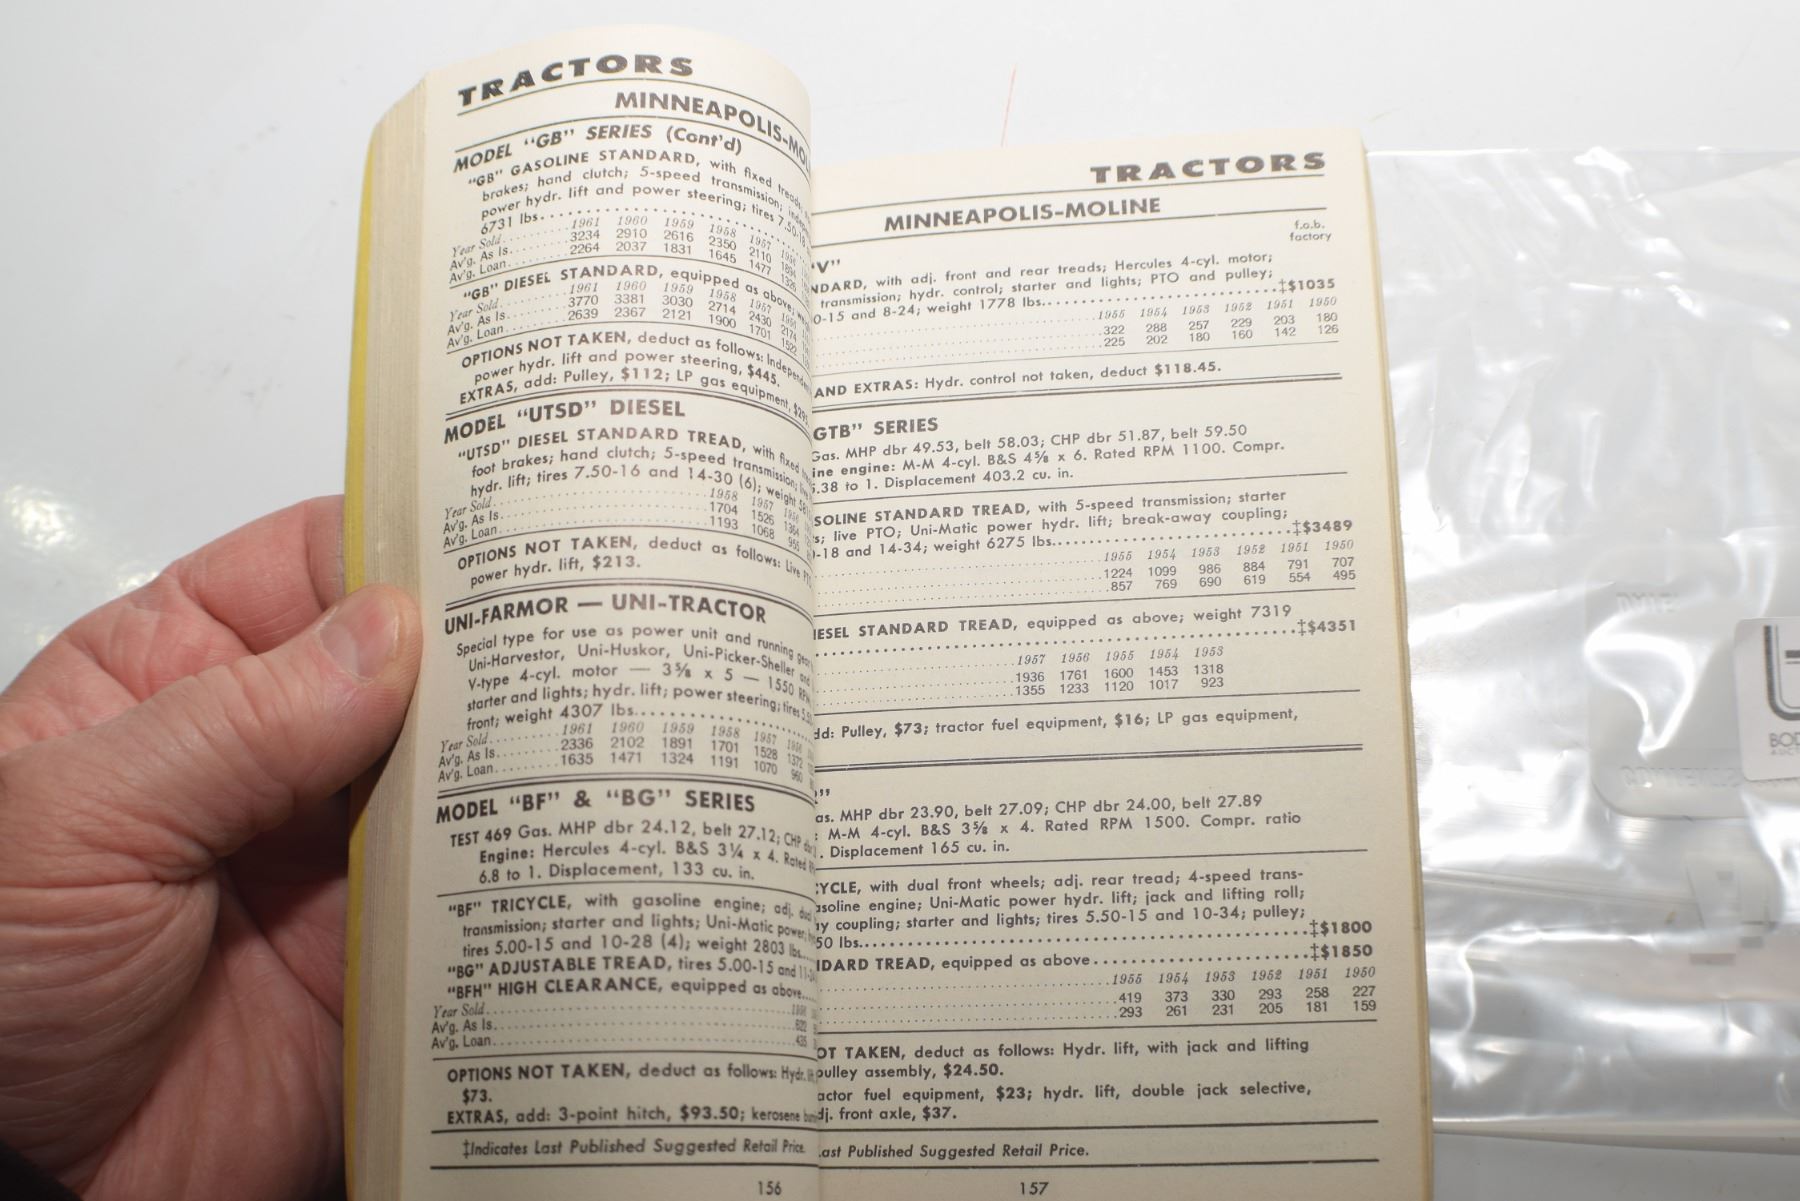 TRACTORS
MINNEAPOLIS-MO
MODEL "GB" SERIES (Cont'd)
"GB" GASOLINE STANDARD, with fixed
brakes; hand clutch; 5-speed transmission;
power hydr. lift and power steering; tires 7.50-18
6731 lbs.
Year Sold 1961 1960 1959 1958 1957
Av'g. As Is 3234 2910 2616 2350 2110
Av'g. Loan 2264 2037 1831 1645 1477
"GB" DIESEL STANDARD, equipped as above;
Year Sold 1961 1960 1959 1958 1957
Av'g. As Is 3770 3381 3030 2714 2430 2174
Av'g. Loan 2639 2367 2121 1900 1701 1522
OPTIONS NOT TAKEN, deduct as follows:
power hydr. lift and power steering, $445.
EXTRAS, add: Pulley, $112; LP gas equipment,
MODEL "UTSD" DIESEL
"UTSD" DIESEL STANDARD TREAD, with fixed
foot brakes; hand clutch; 5-speed transmission;
hydr. lift; tires 7.50-16 and 14-30 (6); weight
Year Sold 1958 1957
Av'g. As Is 1704 1526 1364
Av'g. Loan 1193 1068
OPTIONS NOT TAKEN, deduct as follows: Live
power hydr. lift, $213.
UNI-FARMOR — UNI-TRACTOR
Special type for use as power unit and running gear
Uni-Harvestor, Uni-Huskor, Uni-Picker-Sheller and
V-type 4-cyl. motor — 3 5/8 x 5 — 1550 RPM
starter and lights; hydr. lift; power steering; tires
front; weight 4307 lbs.
Year Sold 1961 1960 1959 1958 1957
Av'g. As Is 2336 2102 1891 1701 1528 1372
Av'g. Loan 1635 1471 1324 1191 1070 960
MODEL "BF" & "BG" SERIES
TEST 469 Gas. MHP dbr 24.12, belt 27.12; CHP
Engine: Hercules 4-cyl. B&S 3¼ x 4. Rated
6.8 to 1. Displacement, 133 cu. in.
"BF" TRICYCLE, with gasoline engine; adj. dual
transmission; starter and lights; Uni-Matic power
tires 5.00-15 and 10-28 (4); weight 2803 lbs.
"BG" ADJUSTABLE TREAD, tires 5.00-15 and
"BFH" HIGH CLEARANCE, equipped as above
Year Sold
Av'g. As Is
Av'g. Loan
OPTIONS NOT TAKEN, deduct as follows: Hydr.
$73.
EXTRAS, add: 3-point hitch, $93.50; kerosene
‡Indicates Last Published Suggested Retail Price.
156
TRACTORS
MINNEAPOLIS-MOLINE
f.o.b.
factory
"V"
NDARD, with adj. front and rear treads; Hercules 4-cyl. motor;
transmission; hydr. control; starter and lights; PTO and pulley;
0-15 and 8-24; weight 1778 lbs. ‡$1035
1955 1954 1953 1952 1951 1950
322 288 257 229 203 180
225 202 180 160 142 126
AND EXTRAS: Hydr. control not taken, deduct $118.45.
GTB" SERIES
Gas. MHP dbr 49.53, belt 58.03; CHP dbr 51.87, belt 59.50
ine engine: M-M 4-cyl. B&S 4⅝ x 6. Rated RPM 1100. Compr.
5.38 to 1. Displacement 403.2 cu. in.
SOLINE STANDARD TREAD, with 5-speed transmission; starter
s; live PTO; Uni-Matic power hydr. lift; break-away coupling;
-18 and 14-34; weight 6275 lbs. ‡$3489
1955 1954 1953 1952 1951 1950
1224 1099 986 884 791 707
857 769 690 619 554 495
IESEL STANDARD TREAD, equipped as above; weight 7319
‡$4351
1957 1956 1955 1954 1953
1936 1761 1600 1453 1318
1355 1233 1120 1017 923
dd: Pulley, $73; tractor fuel equipment, $16; LP gas equipment,
"
as. MHP dbr 23.90, belt 27.09; CHP dbr 24.00, belt 27.89
: M-M 4-cyl. B&S 3⅝ x 4. Rated RPM 1500. Compr. ratio
. Displacement 165 cu. in.
YCLE, with dual front wheels; adj. rear tread; 4-speed trans-
asoline engine; Uni-Matic power hydr. lift; jack and lifting roll;
ay coupling; starter and lights; tires 5.50-15 and 10-34; pulley;
50 lbs. ‡$1800
DARD TREAD, equipped as above ‡$1850
1955 1954 1953 1952 1951 1950
419 373 330 293 258 227
293 261 231 205 181 159
OT TAKEN, deduct as follows: Hydr. lift, with jack and lifting
pulley assembly, $24.50.
actor fuel equipment, $23; hydr. lift, double jack selective,
dj. front axle, $37.
ast Published Suggested Retail Price.
157
BOD